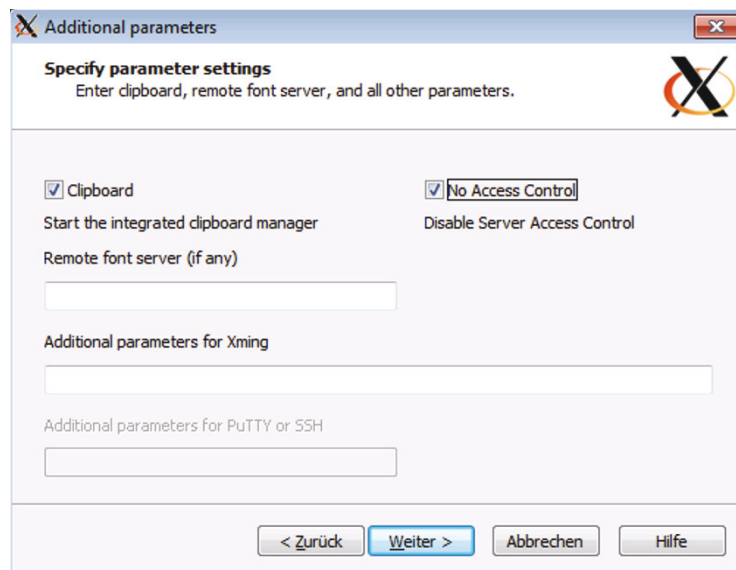 Additional parameters
Specify parameter settings
Enter clipboard, remote font server, and all other parameters.
Clipboard
No Access Control
Start the integrated clipboard manager
Disable Server Access Control
Remote font server (if any)
Additional parameters for Xming
Additional parameters for PuTTY or SSH
< Zurück
Weiter >
Abbrechen
Hilfe